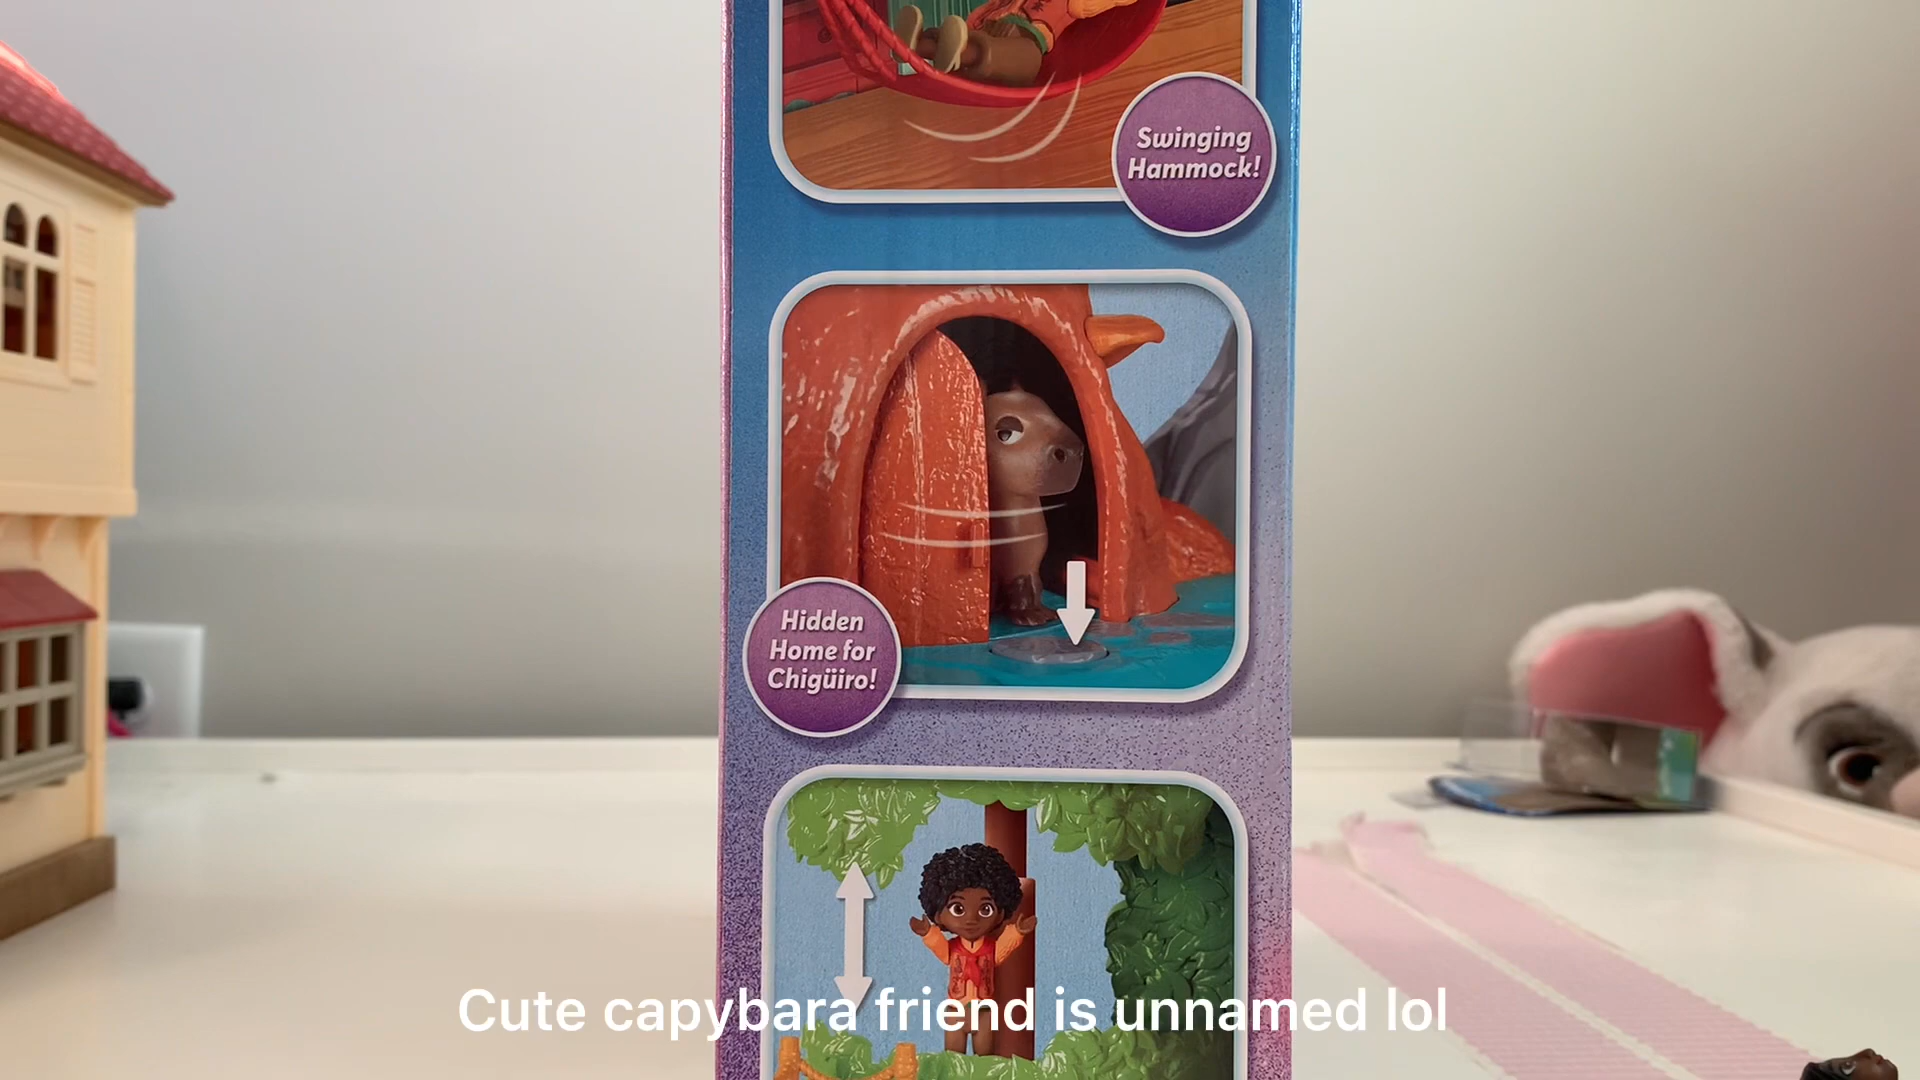 Swinging
Hammock!
Hidden
Home for
Chigüiro!
Cute capybara friend is unnamed lol